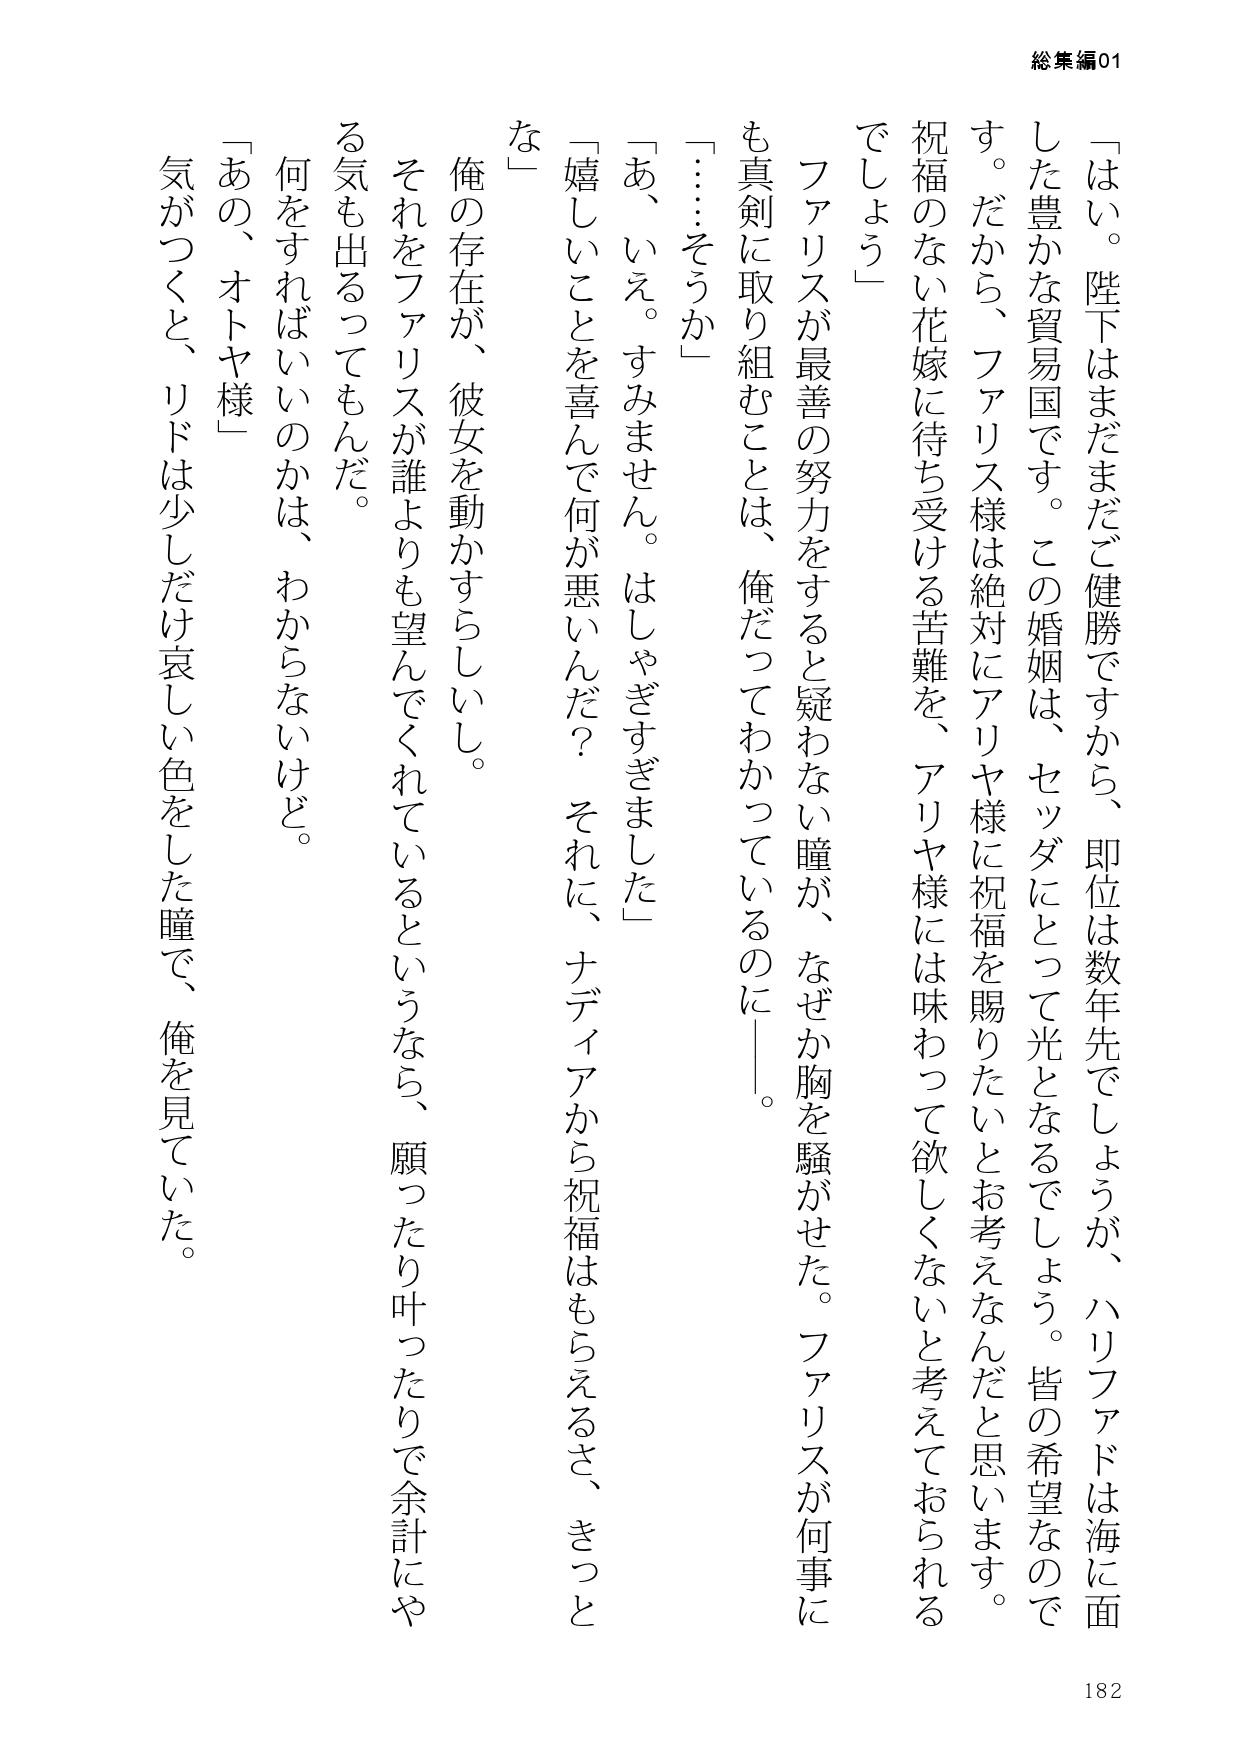 総集編01
「はい。陛下はまだまだご健勝ですから、即位は数年先でしょうが、ハリファドは海に面
した豊かな貿易国です。この婚姻は、セッダにとって光となるでしょう。皆の希望なので
す。だから、ファリス様は絶対にアリヤ様に祝福を賜りたいとお考えなんだと思います。
祝福のない花嫁に待ち受ける苦難を、アリヤ様には味わって欲しくないと考えておられる
でしょう」
　ファリスが最善の努力をすると疑わない瞳が、なぜか胸を騒がせた。ファリスが何事に
も真剣に取り組むことは、俺だってわかっているのに――。
「……そうか」
「あ、いえ。すみません。はしゃぎすぎました」
「嬉しいことを喜んで何が悪いんだ？　それに、ナディアから祝福はもらえるさ、きっと
な」
　俺の存在が、彼女を動かすらしいし。
　それをファリスが誰よりも望んでくれているというなら、願ったり叶ったりで余計にや
る気も出るってもんだ。
　何をすればいいのかは、わからないけど。
「あの、オトヤ様」
　気がつくと、リドは少しだけ哀しい色をした瞳で、俺を見ていた。
182